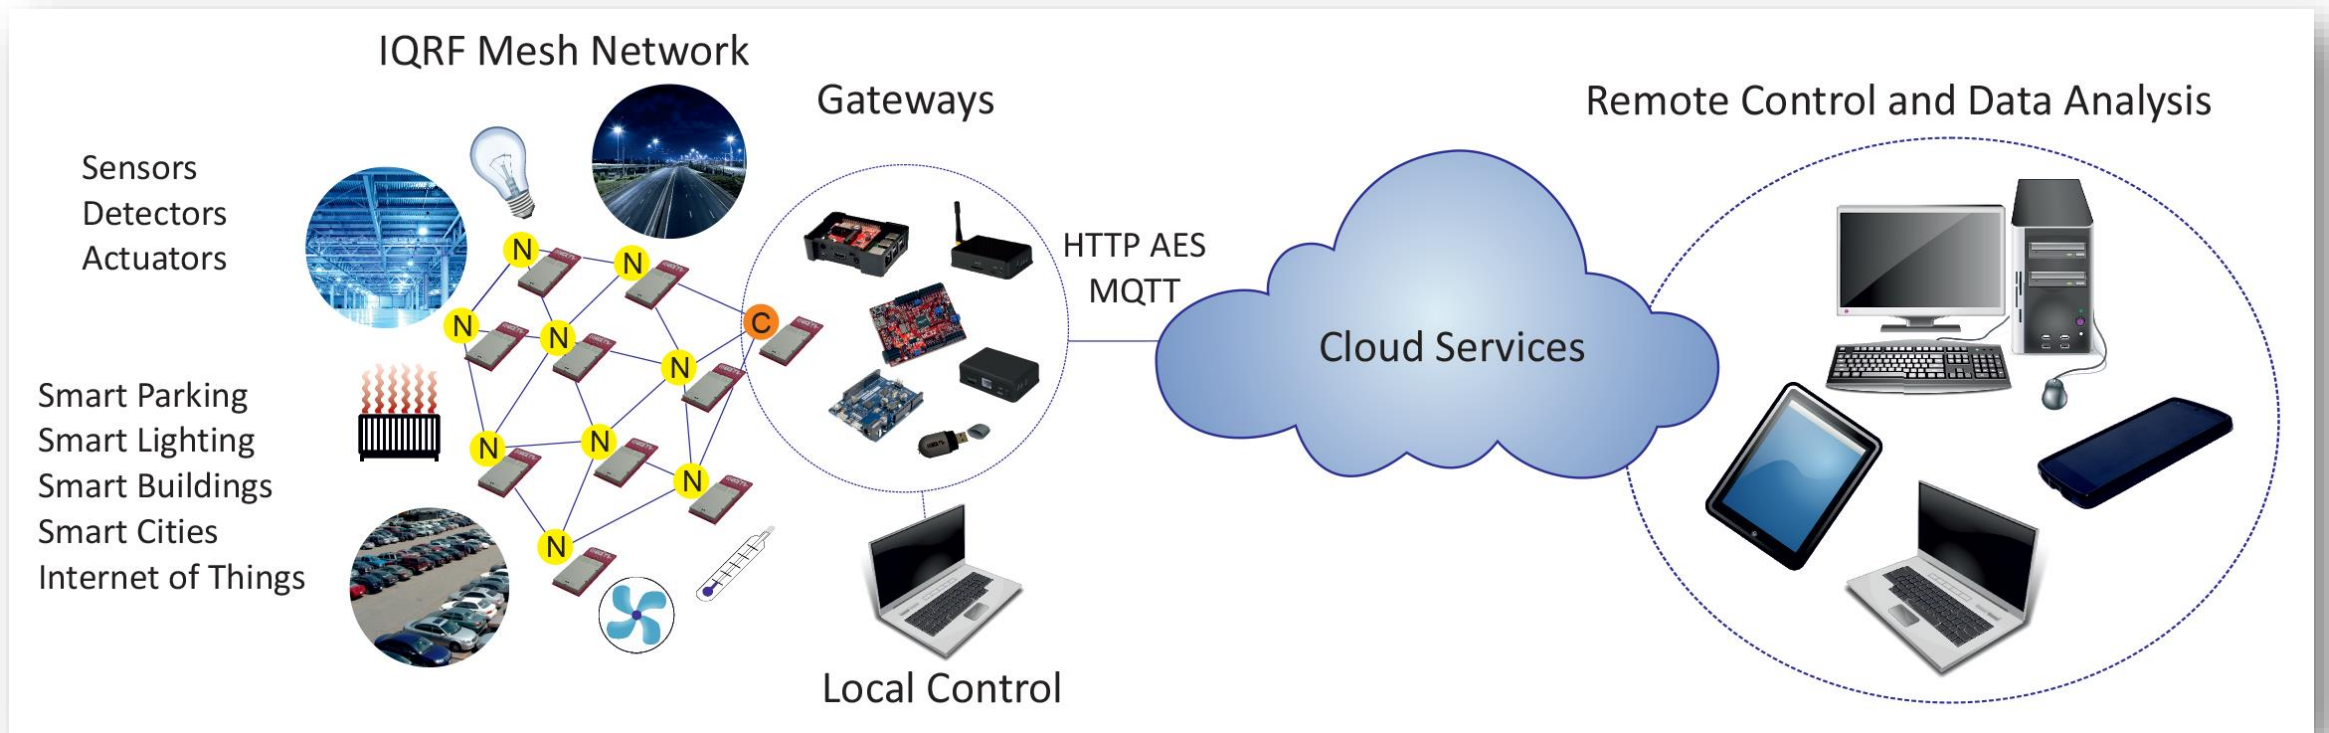 IQRF Mesh Network
Gateways
Remote Control and Data Analysis
Sensors
Detectors
Actuators
HTTP AES
MQTT
Cloud Services
Smart Parking
Smart Lighting
Smart Buildings
Smart Cities
Internet of Things
N
N
N
N
C
N
N
N
N
N
Local Control